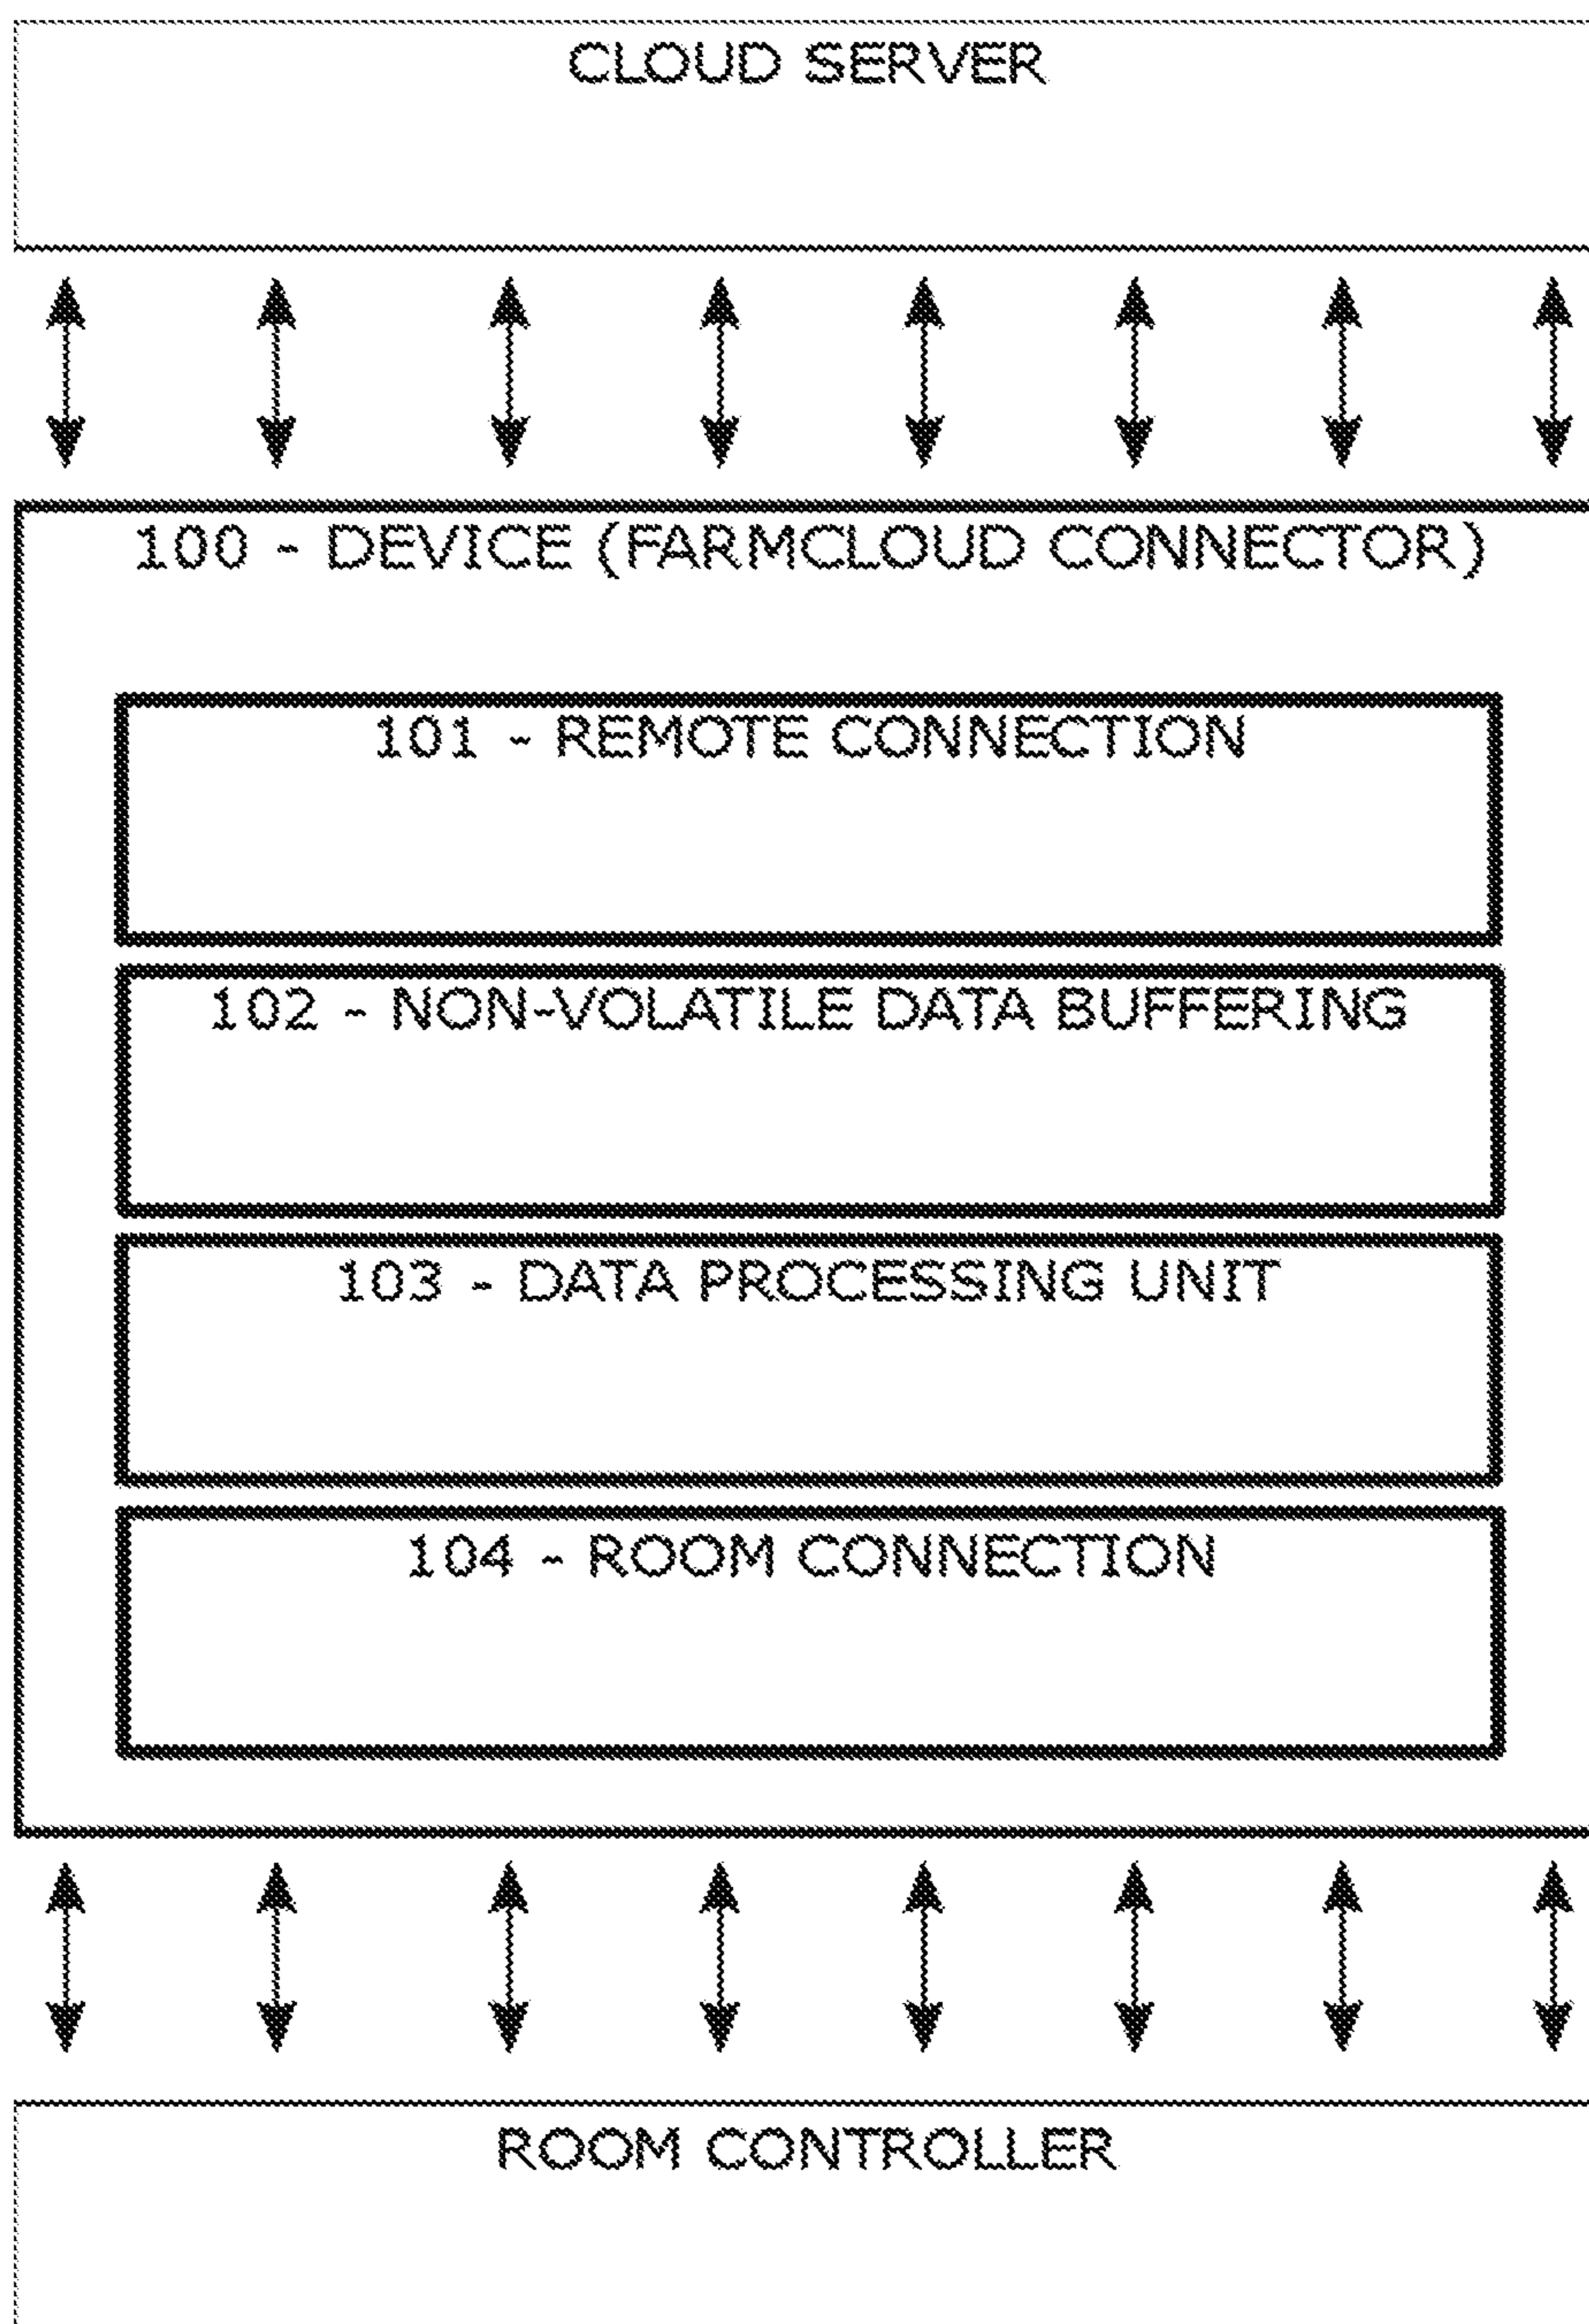 CLOUD SERVER
100 - DEVICE (FARMCLOUD CONNECTOR)
101 - REMOTE CONNECTION
102 - NON-VOLATILE DATA BUFFERING
103 - DATA PROCESSING UNIT
104 - ROOM CONNECTION
ROOM CONTROLLER